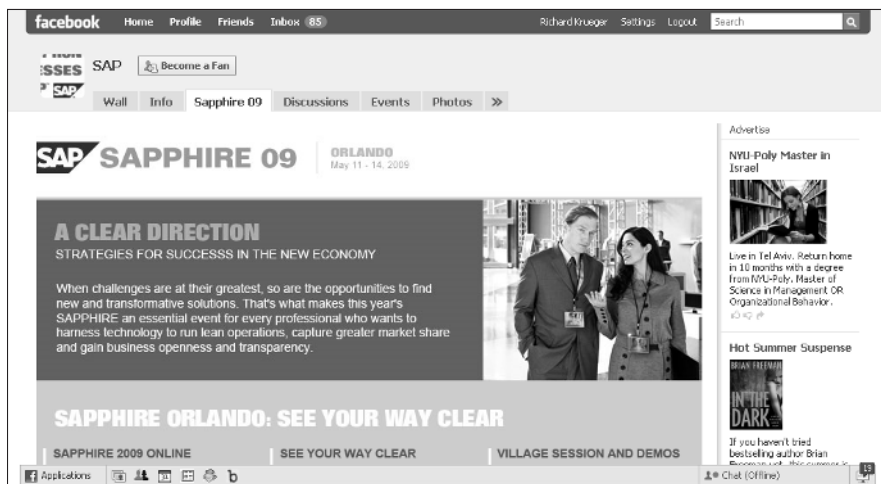 facebook Home Profile Friends Inbox 85 Richard Krueger Settings Logout Search
SSES
SAP
SAP Become a Fan
Wall Info Sapphire 09 Discussions Events Photos >>
Advertise
SAP SAPPHIRE 09
ORLANDO
May 11 - 14, 2009
NYU-Poly Master in
Israel
Live in Tel Aviv. Return home
in 10 months with a degree
from NYU-Poly. Master of
Science in Management OR
Organizational Behavior.
A CLEAR DIRECTION
STRATEGIES FOR SUCCESSS IN THE NEW ECONOMY
When challenges are at their greatest, so are the opportunities to find
new and transformative solutions. That's what makes this year's
SAPPHIRE an essential event for every professional who wants to
harness technology to run lean operations, capture greater market share
and gain business openness and transparency.
Hot Summer Suspense
BRIAN FREEMAN
IN THE
DARK
If you haven't tried
bestselling author Brian
SAPPHIRE ORLANDO: SEE YOUR WAY CLEAR
SAPPHIRE 2009 ONLINE
SEE YOUR WAY CLEAR
VILLAGE SESSION AND DEMOS
Applications 31 Chat (Offline) 19